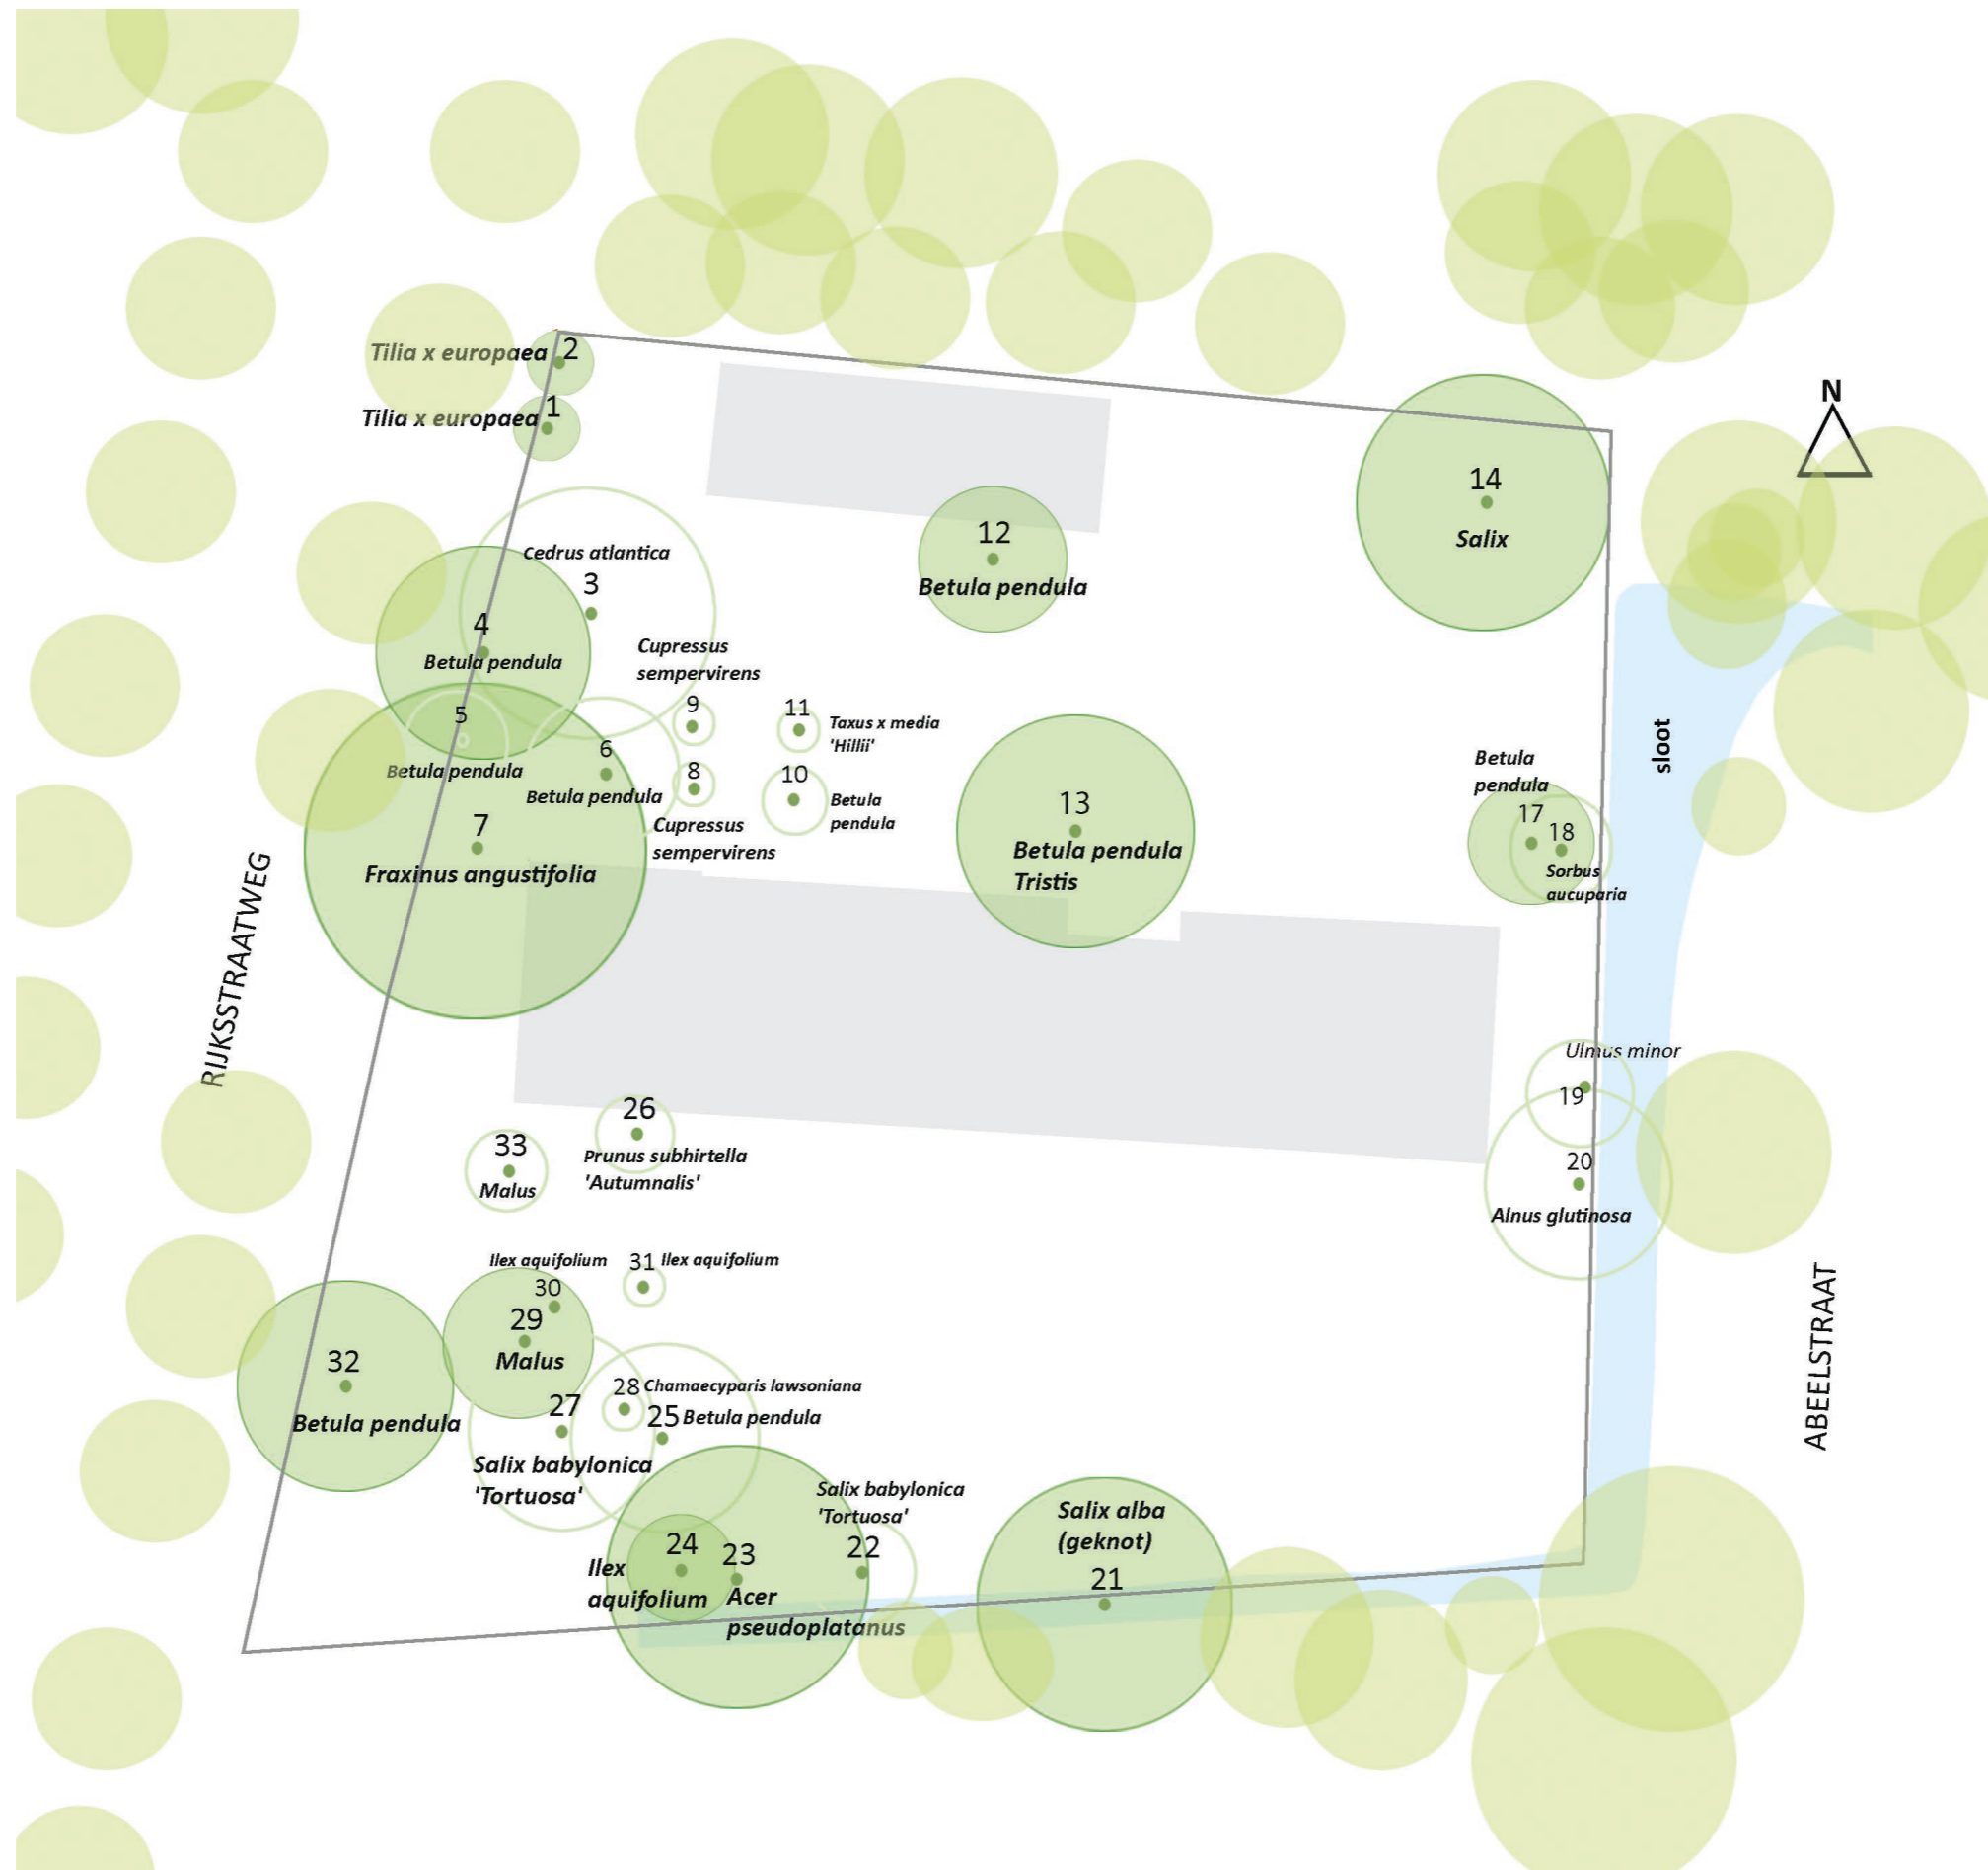 Tilia x europaea 2
1
Tilia x europaea
N
14
Salix
12
Betula pendula
Cedrus atlantica
3
4
Betula pendula
Cupressus
sempervirens
9
11
Taxus x media
'Hillii'
5
Betula pendula
6
Betula pendula
8
Cupressus
sempervirens
10
Betula
pendula
7
Fraxinus angustifolia
13
Betula pendula
Tristis
sloot
Betula
pendula
17
18
Sorbus
aucuparia
RIJKSSTRAATWEG
Ulmus minor
19
20
Alnus glutinosa
26
Prunus subhirtella
'Autumnalis'
33
Malus
Ilex aquifolium
30
31 Ilex aquifolium
29
Malus
32
Betula pendula
28 Chamaecyparis lawsoniana
25 Betula pendula
27
Salix babylonica
'Tortuosa'
ABEELSTRAAT
Salix babylonica
'Tortuosa'
22
24
Ilex
aquifolium
23
Acer
pseudoplatanus
Salix alba
(geknot)
21